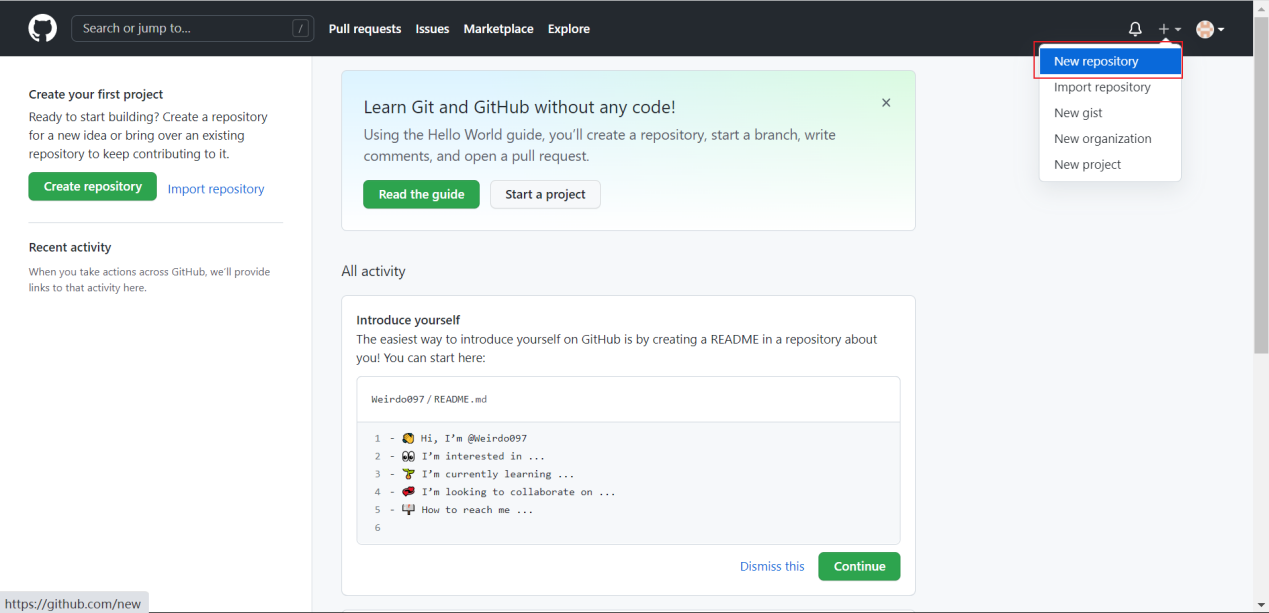 Search or jump to...
/
Pull requests
Issues
Marketplace
Explore
New repository
Import repository
New gist
New organization
New project
Create your first project
Ready to start building? Create a repository
for a new idea or bring over an existing
repository to keep contributing to it.
Create repository
Import repository
Recent activity
When you take actions across GitHub, we'll provide
links to that activity here.
Learn Git and GitHub without any code!
Using the Hello World guide, you'll create a repository, start a branch, write
comments, and open a pull request.
Read the guide
Start a project
All activity
Introduce yourself
The easiest way to introduce yourself on GitHub is by creating a README in a repository about
you! You can start here:
Weirdo097/README.md
1 - 👋 Hi, I'm @Weirdo097
2 - 👀 I'm interested in ...
3 - 🌱 I'm currently learning ...
4 - 💞️ I'm looking to collaborate on ...
5 - 📫 How to reach me ...
6
Dismiss this
Continue
https://github.com/new